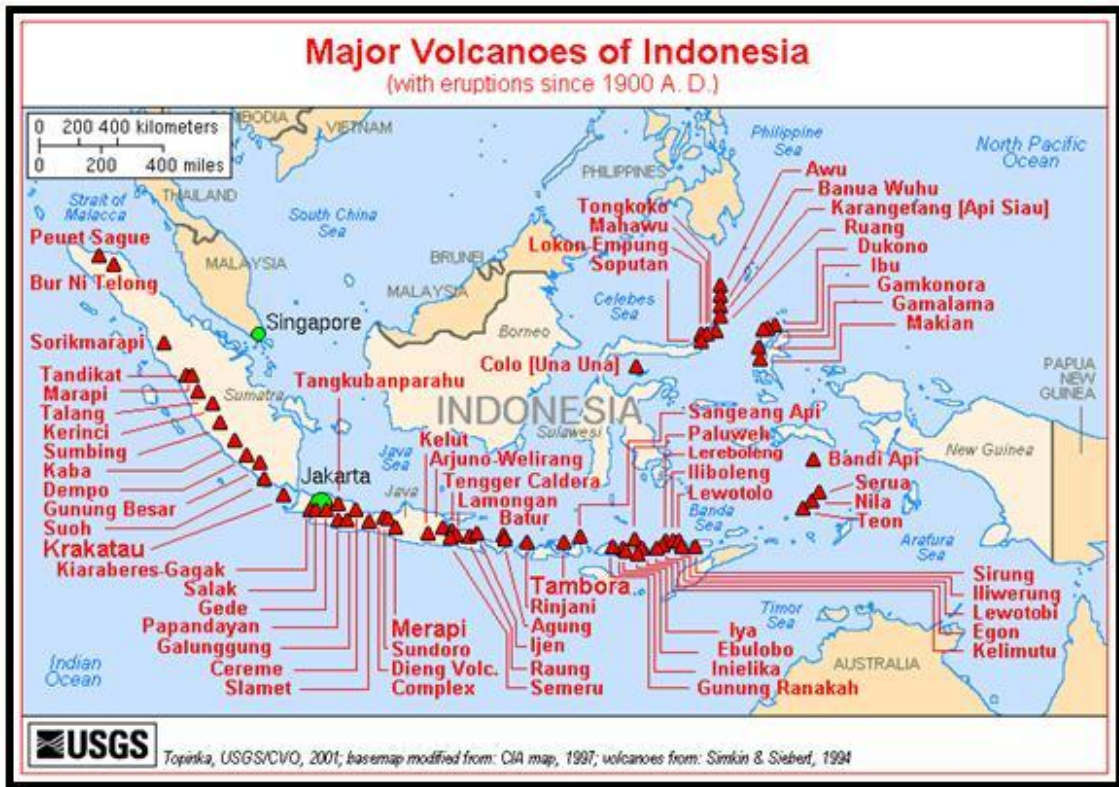 Major Volcanoes of Indonesia
(with eruptions since 1900 A. D.)
0 200 400 kilometers
0 200 400 miles
CAMBODIA
VIETNAM
THAILAND
Strait of
Malacca
South China
Sea
Philippine
Sea
North Pacific
Ocean
PHILIPPINES
MALAYSIA
BRUNEI
MALAYSIA
Celebes
Sea
Borneo
Singapore
Peuet Sague
Bur Ni Telong
Sorikmarapi
Tandikat
Marapi
Talang
Kerinci
Sumbing
Kaba
Dempo
Gunung Besar
Suoh
Krakatau
Kiaraberes-Gagak
Salak
Gede
Papandayan
Galunggung
Cereme
Slamet
Sumatra
Tangkubanparahu
Jakarta
Java
Sea
Java
INDONESIA
Sulawesi
Kelut
Arjuno-Welirang
Tengger Caldera
Lamongan
Batur
Merapi
Sundoro
Dieng Volc.
Complex
Tambora
Rinjani
Agung
Ijen
Raung
Semeru
Tongkoko
Mahawu
Lokon Empung
Soputan
Colo [Una Una]
Awu
Banua Wuhu
Karangetang [Api Siau]
Ruang
Dukono
Ibu
Gamkonora
Gamalama
Makian
Sangeang Api
Paluweh
Lereboleng
Iliboleng
Lewotolo
Banda
Sea
Bandi Api
Serua
Nila
Teon
Arafura
Sea
New Guinea
PAPUA
NEW
GUINEA
Sirung
Iliwerung
Lewotobi
Egon
Kelimutu
Iya
Ebulobo
Inielika
Gunung Ranakah
Timor
Sea
AUSTRALIA
Indian
Ocean
USGS
Topinka, USGS/CVO, 2001; basemap modified from: CIA map, 1997; volcanoes from: Simkin & Siebert, 1994